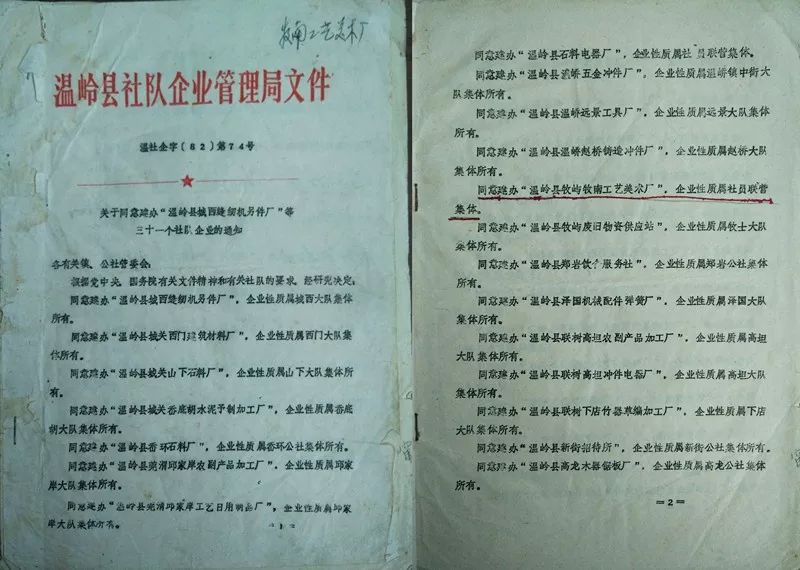 牧南工艺美术厂
温岭县社队企业管理局文件
温社企字〔82〕第74号
关于同意建办“温岭县城西缝纫机另件厂”等
三十一个社队企业的通知
各有关镇、公社管委会:
根据党中央、国务院有关文件精神和有关社队的要求，经研究决定:
同意建办“温岭县城西缝纫机另件厂”，企业性质属城西大队集体
所有。
同意建办“温岭县城关西门建筑材料厂”，企业性质属西门大队集
体所有。
同意建办“温岭县城关山下石料厂”，企业性质属山下大队集体所
有。
同意建办“温岭县城关香底胡水泥予制加工厂”，企业性质属香底
胡大队集体所有。
同意建办“温岭县岙环石料厂”，企业性质属岙环公社集体所有。
同意建办“温岭县莞渭邱家岸农副产品加工厂”，企业性质属邱家
岸大队集体所有。
同意建办“温岭县莞渭邱家岸工艺日用制品厂”，企业性质属邱家
岸大队集体所有。
=1=
同意建办“温岭县石料电器厂”，企业性质属社员联营集体。
同意建办“温岭县温峤五金冲件厂”，企业性质属温峤镇中街大
队集体所有。
同意建办“温岭县温峤远景工具厂”，企业性质属远景大队集体
所有。
同意建办“温岭县温峤赵桥铸造冲件厂”，企业性质属赵桥大队
集体所有。
同意建办“温岭县牧屿牧南工艺美术厂”，企业性质属社员联营
集体。
同意建办“温岭县牧屿废旧物资供应站”，企业性质属牧士大队
集体所有。
同意建办“温岭县郑岩饮食服务社”，企业性质属郑岩公社集体
所有。
同意建办“温岭县泽国机械配件弹簧厂”，企业性质属泽国大队
集体所有。
同意建办“温岭县联树高坦农副产品加工厂”，企业性质属高坦
大队集体所有。
同意建办“温岭县联树高坦冲件电器厂”，企业性质属高坦大队
集体所有。
同意建办“温岭县联树下店竹器草编加工厂”，企业性质属下店
大队集体所有。
同意建办“温岭县新街招待所”，企业性质属新街公社集体所有。
同意建办“温岭县高龙木器锯板厂”，企业性质属高龙公社集体
所有。
=2=